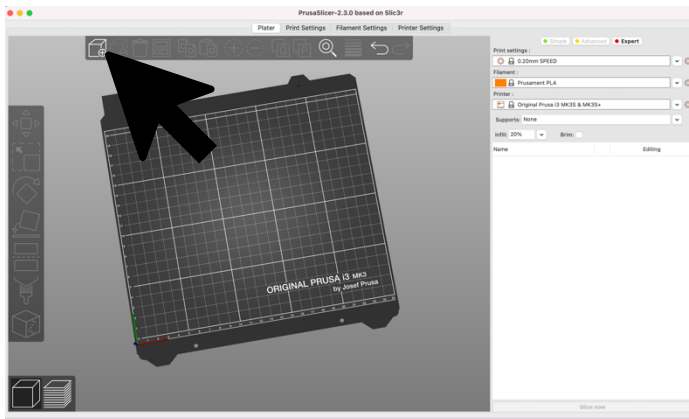 PrusaSlicer-2.3.0 based on Slic3r
Plater Print Settings Filament Settings Printer Settings
Simple Advanced Expert
Print settings :
0.20mm SPEED
Filament :
Prusament PLA
Printer :
Original Prusa i3 MK3S & MK3S+
Supports: None
Infill: 20% Brim:
Name Editing
ORIGINAL PRUSA i3 MK3
by Josef Prusa
Slice now